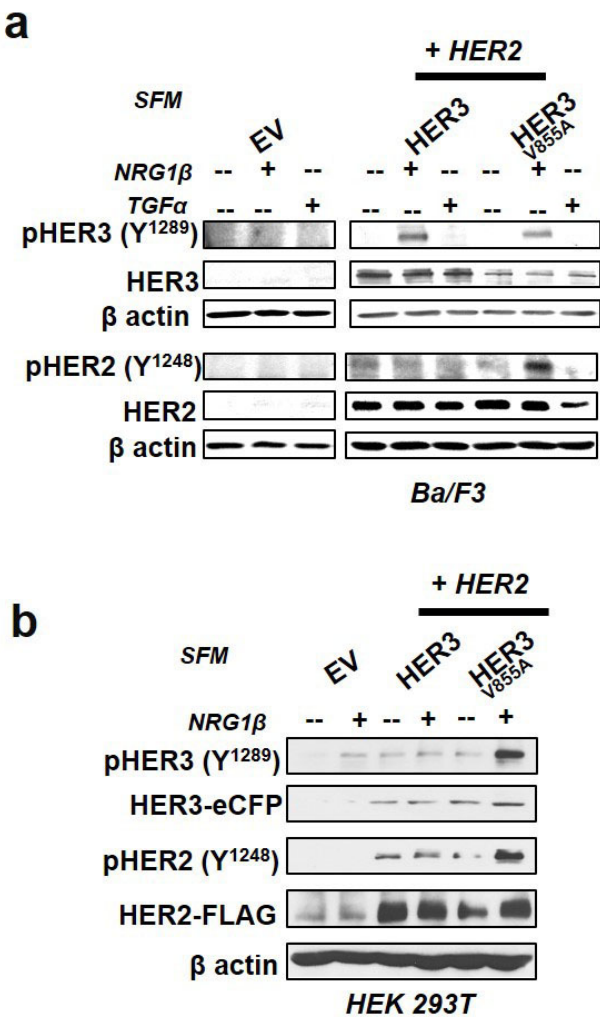 a
+ HER2
SFM
EV
HER3
HER3
V855A
NRG1β -- + -- -- + -- -- + --
TGFα -- -- + -- -- + -- -- +
pHER3 (Y1289)
HER3
β actin
pHER2 (Y1248)
HER2
β actin
Ba/F3
b
+ HER2
SFM
EV
HER3
HER3
V855A
NRG1β -- + -- + -- +
pHER3 (Y1289)
HER3-eCFP
pHER2 (Y1248)
HER2-FLAG
β actin
HEK 293T